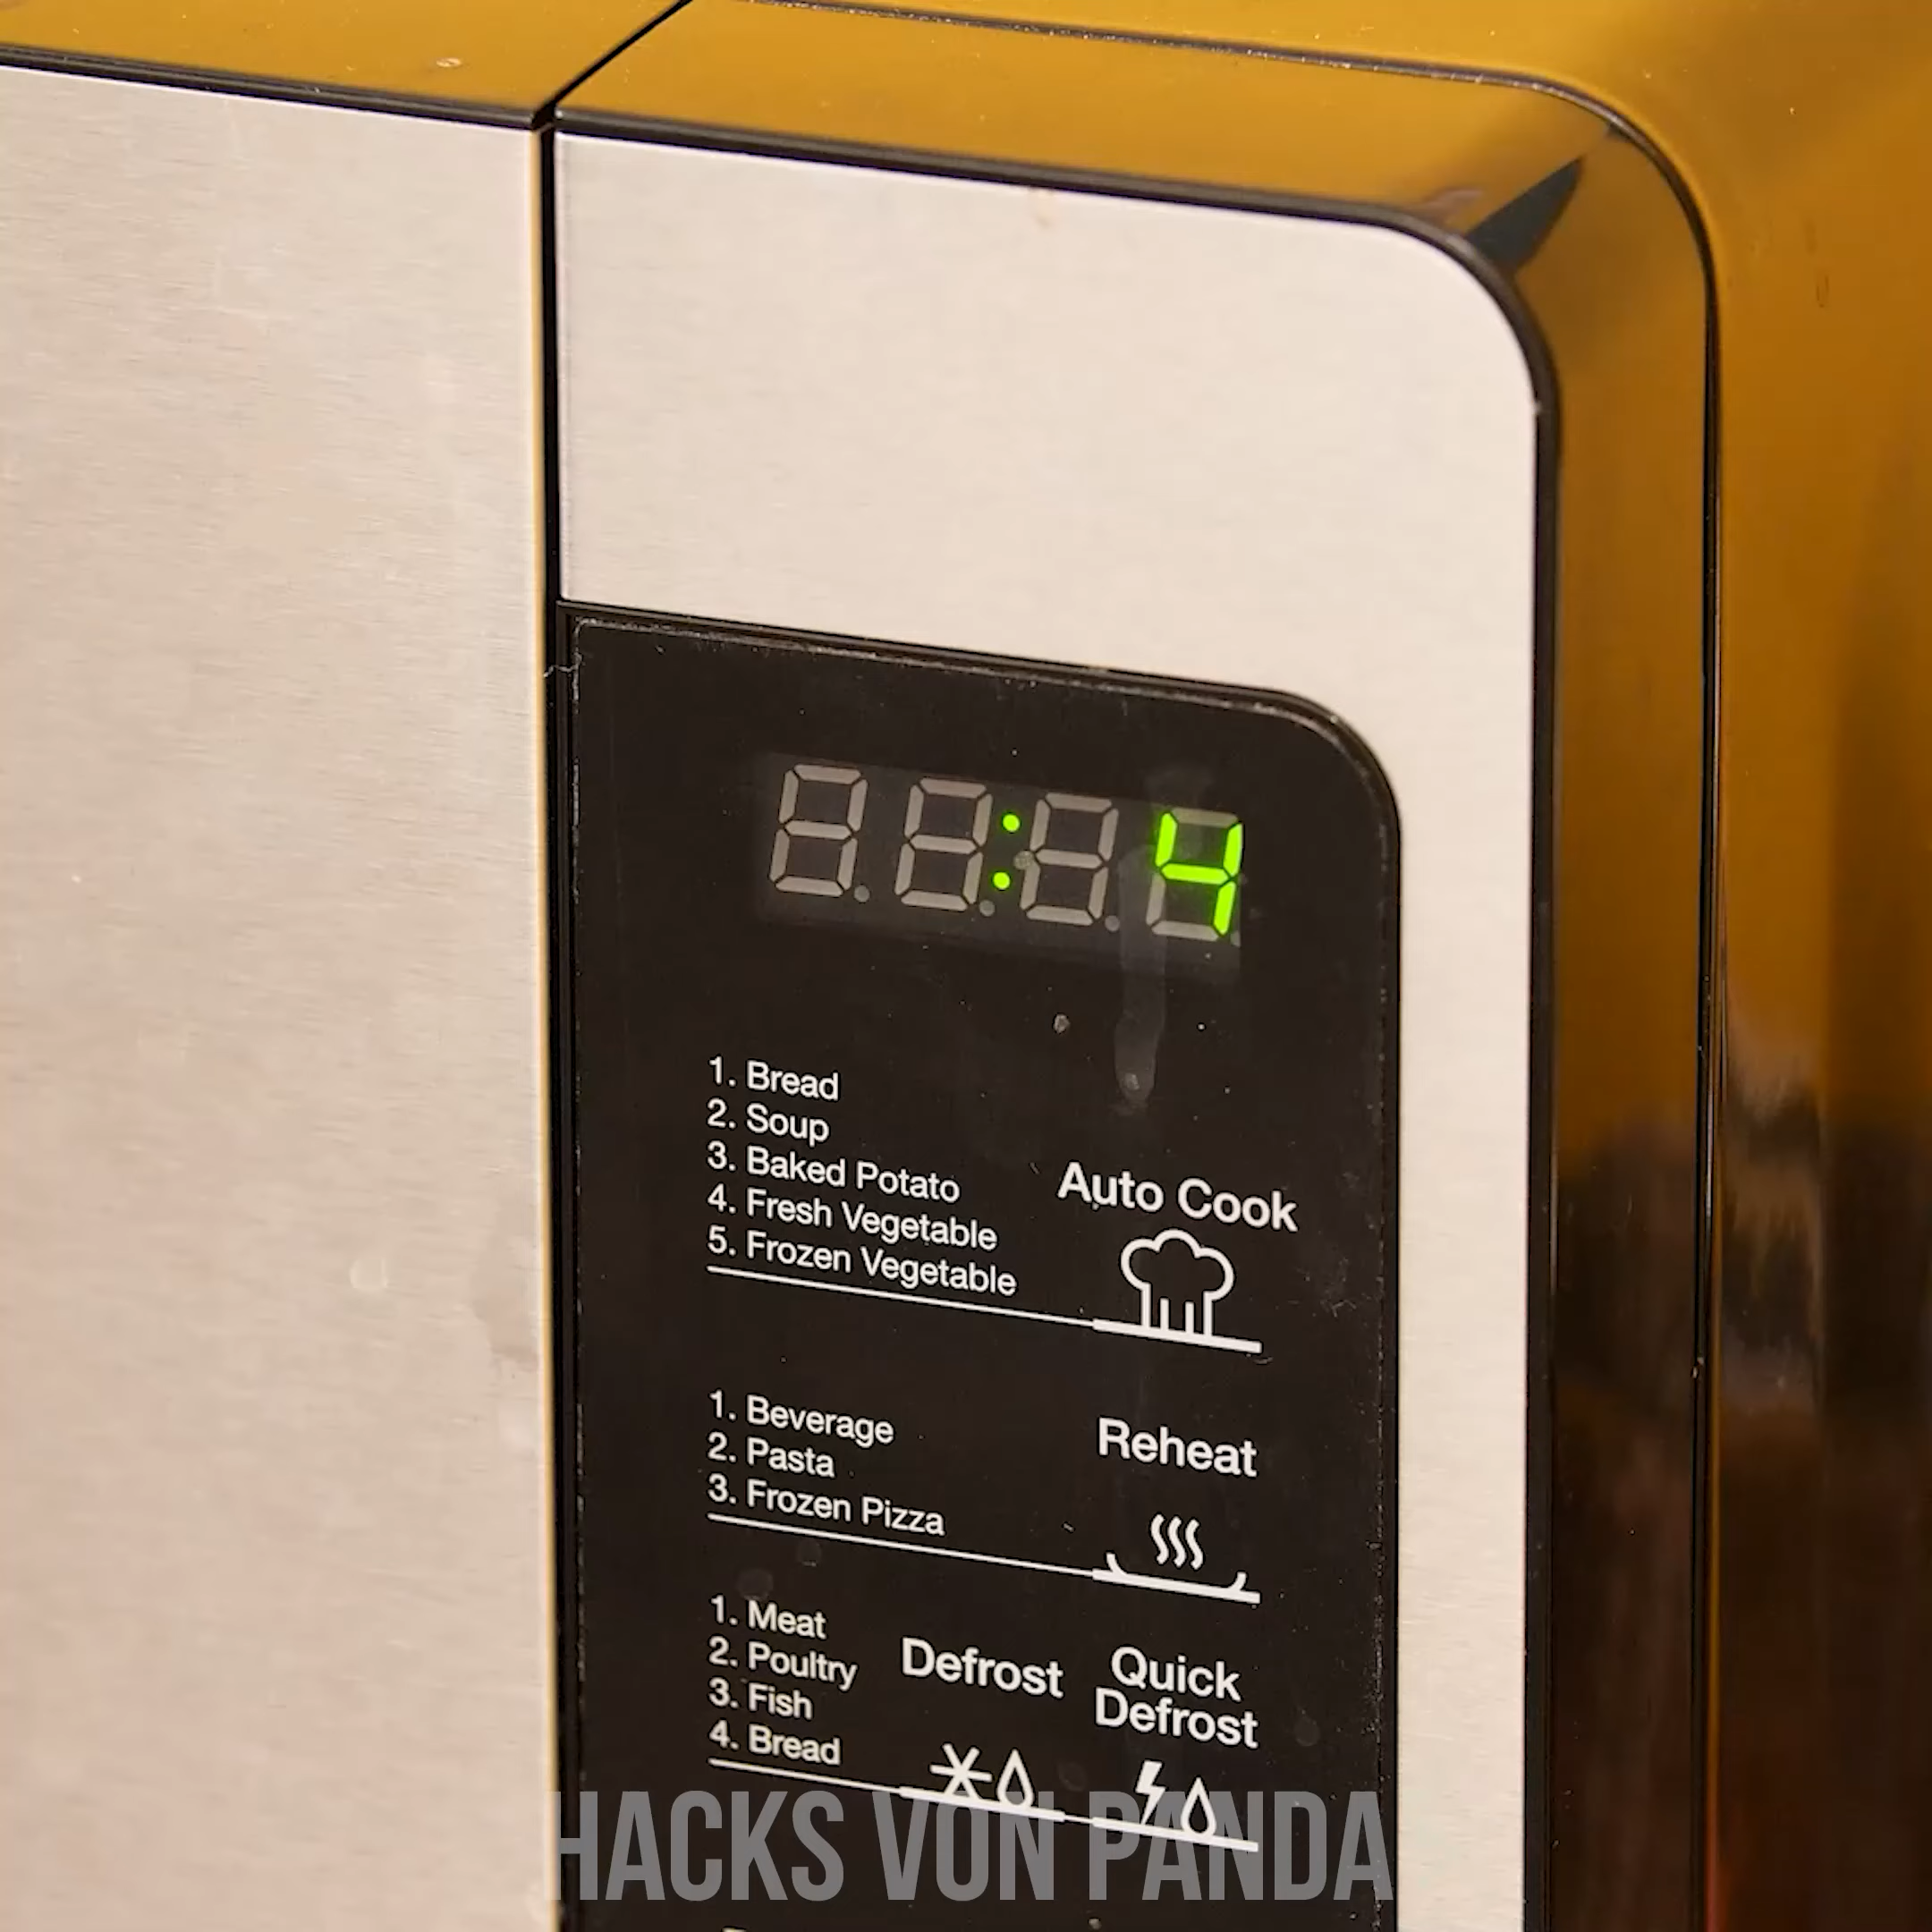 :4
1. Bread
2. Soup
3. Baked Potato
4. Fresh Vegetable
5. Frozen Vegetable
Auto Cook
1. Beverage
2. Pasta
3. Frozen Pizza
Reheat
1. Meat
2. Poultry
3. Fish
4. Bread
Defrost
Quick
Defrost
HACKS VON PANDA